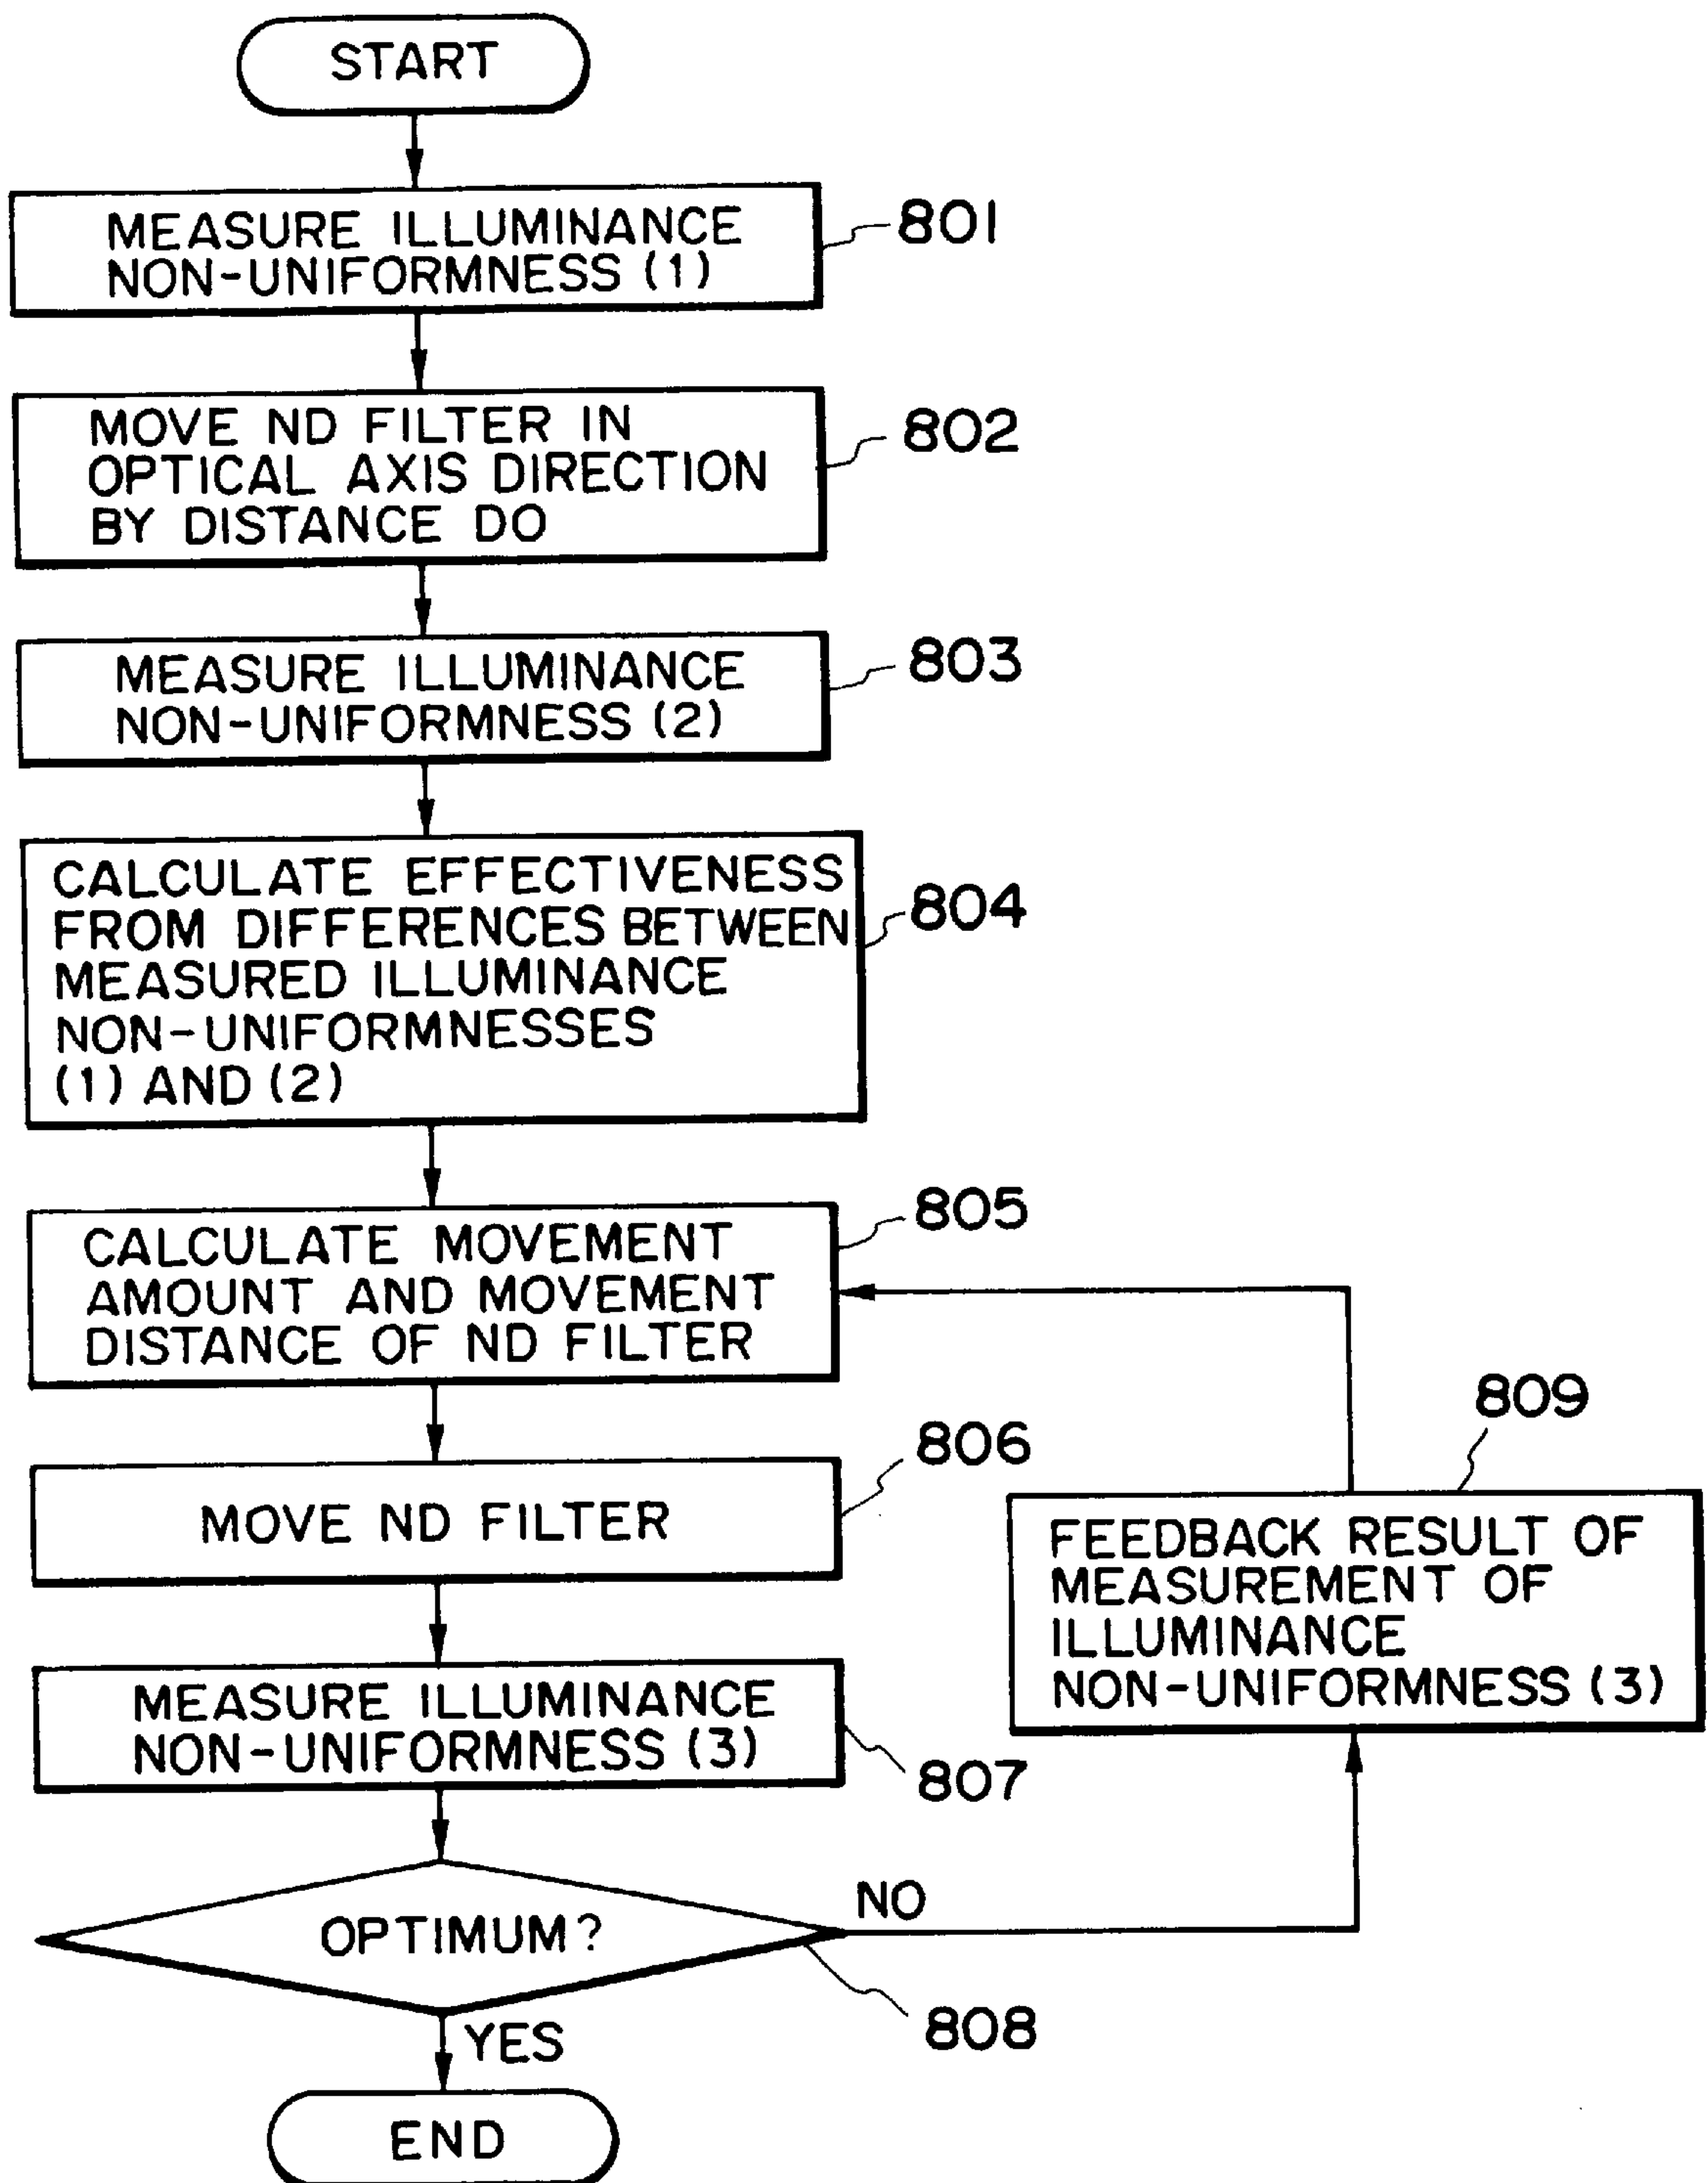 START
MEASURE ILLUMINANCE
NON-UNIFORMNESS (1)
801
MOVE ND FILTER IN
OPTICAL AXIS DIRECTION
BY DISTANCE DO
802
MEASURE ILLUMINANCE
NON-UNIFORMNESS (2)
803
CALCULATE EFFECTIVENESS
FROM DIFFERENCES BETWEEN
MEASURED ILLUMINANCE
NON-UNIFORMNESSES
(1) AND (2)
804
CALCULATE MOVEMENT
AMOUNT AND MOVEMENT
DISTANCE OF ND FILTER
805
MOVE ND FILTER
806
MEASURE ILLUMINANCE
NON-UNIFORMNESS (3)
807
OPTIMUM?
808
NO
809
FEEDBACK RESULT OF
MEASUREMENT OF
ILLUMINANCE
NON-UNIFORMNESS (3)
YES
END